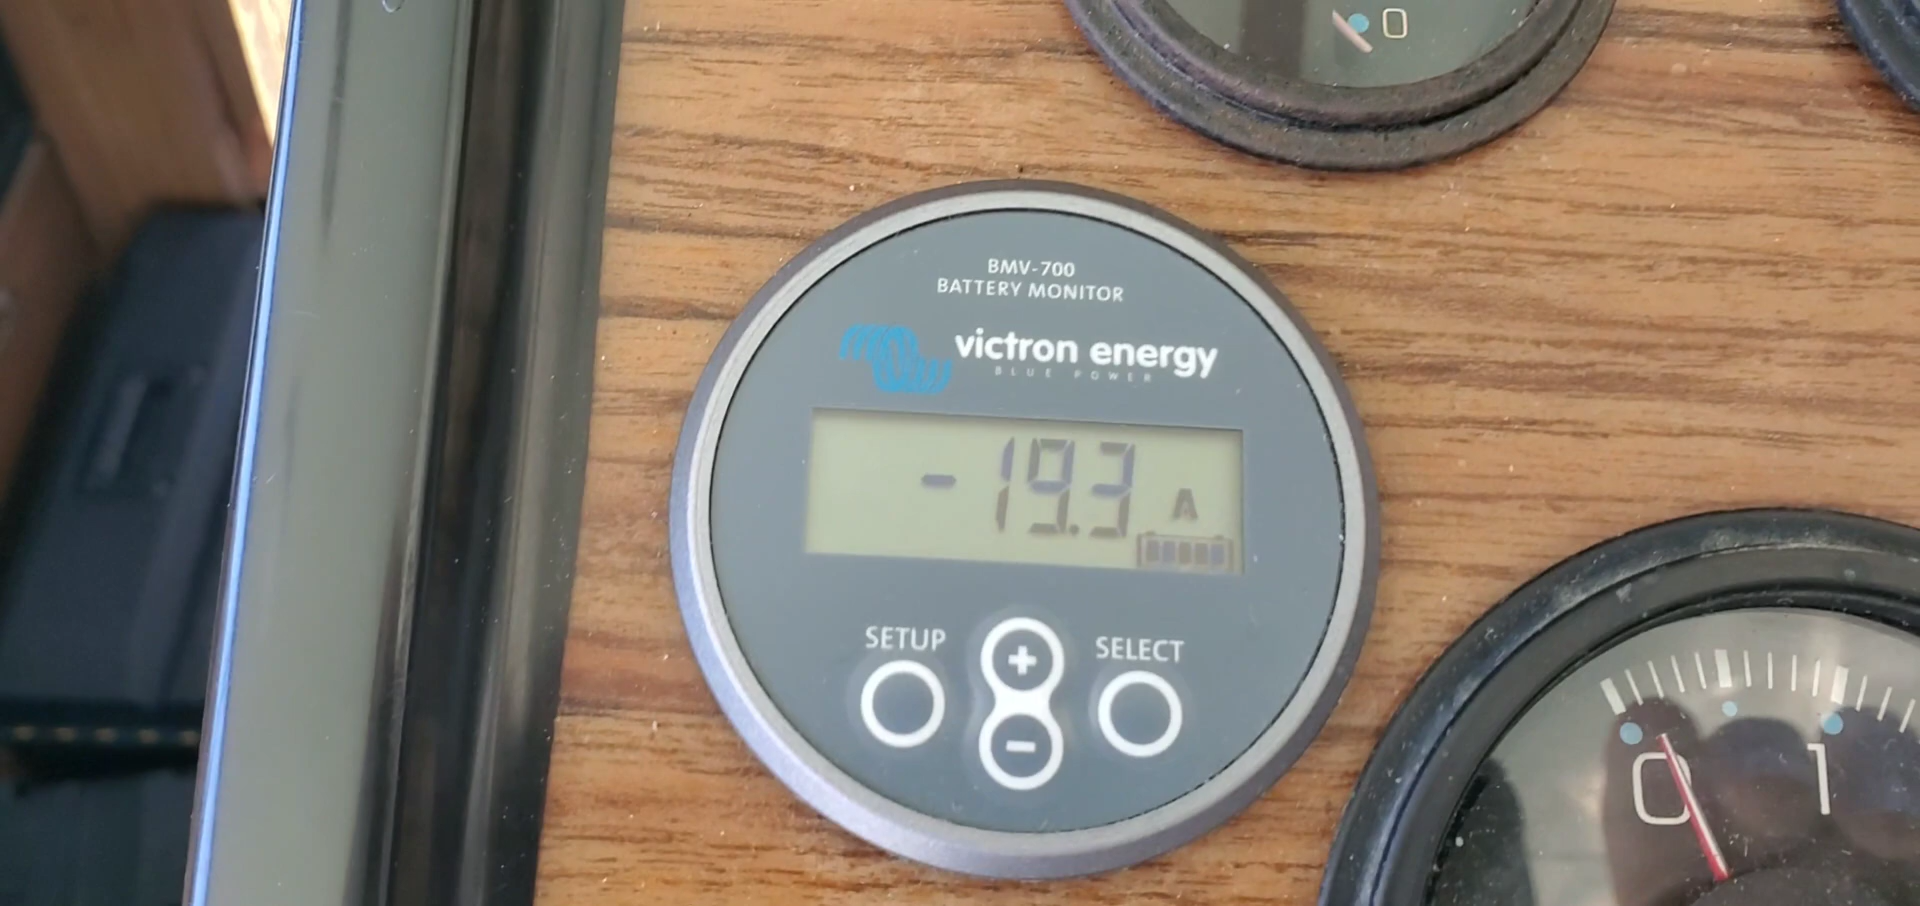 0
BMV-700
BATTERY MONITOR
victron energy
BLUE POWER
-19.3 A
SETUP
+
SELECT
-
0 1